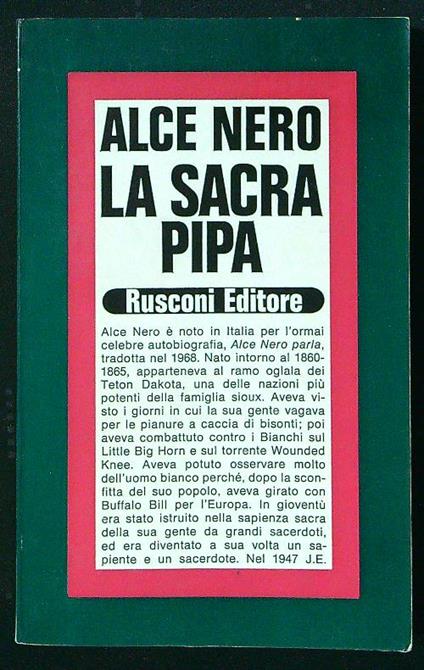 ALCE NERO
LA SACRA
PIPA
Rusconi Editore
Alce Nero è noto in Italia per l'ormai
celebre autobiografia, Alce Nero parla,
tradotta nel 1968. Nato intorno al 1860-
1865, apparteneva al ramo oglala dei
Teton Dakota, una delle nazioni più
potenti della famiglia sioux. Aveva vi-
sto i giorni in cui la sua gente vagava
per le pianure a caccia di bisonti; poi
aveva combattuto contro i Bianchi sul
Little Big Horn e sul torrente Wounded
Knee. Aveva potuto osservare molto
dell'uomo bianco perché, dopo la scon-
fitta del suo popolo, aveva girato con
Buffalo Bill per l'Europa. In gioventù
era stato istruito nella sapienza sacra
della sua gente da grandi sacerdoti,
ed era diventato a sua volta un sa-
piente e un sacerdote. Nel 1947 J.E.